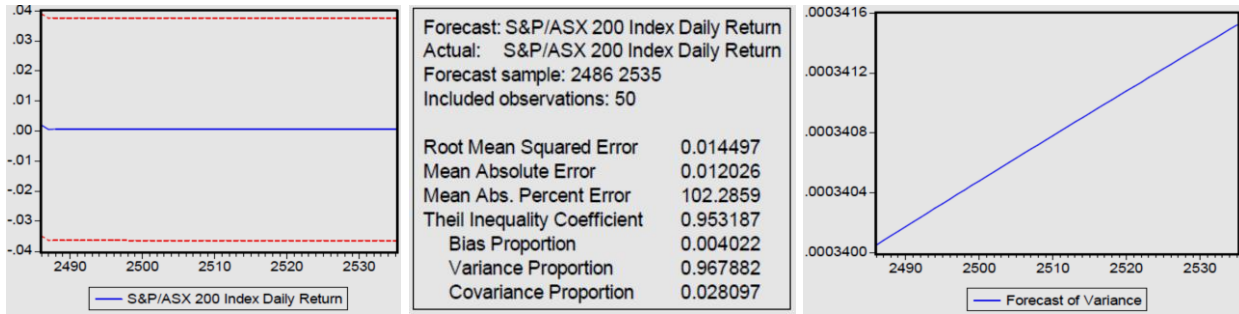 .04
.03
.02
.01
.00
-.01
-.02
-.03
-.04
2490 2500 2510 2520 2530
S&P/ASX 200 Index Daily Return
Forecast: S&P/ASX 200 Index Daily Return
Actual: S&P/ASX 200 Index Daily Return
Forecast sample: 2486 2535
Included observations: 50
Root Mean Squared Error 0.014497
Mean Absolute Error 0.012026
Mean Abs. Percent Error 102.2859
Theil Inequality Coefficient 0.953187
Bias Proportion 0.004022
Variance Proportion 0.967882
Covariance Proportion 0.028097
.0003416
.0003412
.0003408
.0003404
.0003400
2490 2500 2510 2520 2530
Forecast of Variance